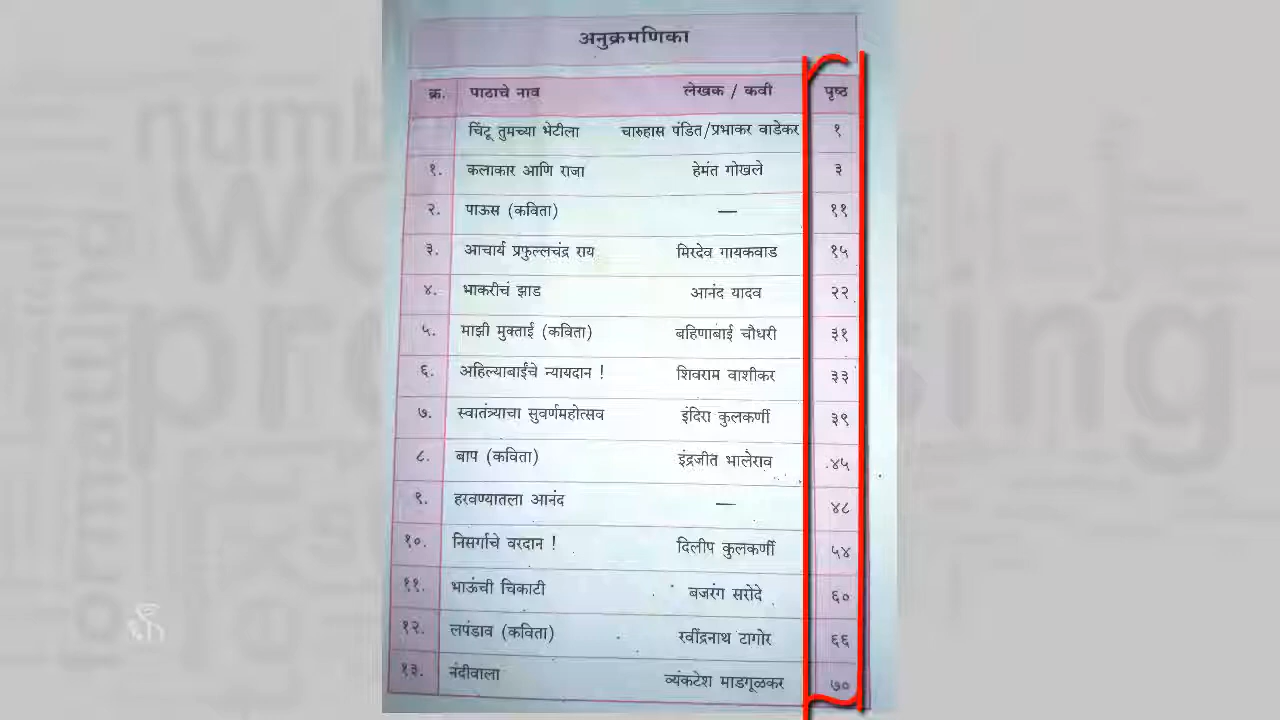 अनुक्रमणिका
क्र. पाठाचे नाव लेखक / कवी पृष्ठ
चिंटू तुमच्या भेटीला चारुहास पंडित/प्रभाकर वाडेकर १
१. कलाकार आणि राजा हेमंत गोखले ३
२. पाऊस (कविता) — ११
३. आचार्य प्रफुल्लचंद्र राय मिरदेव गायकवाड १५
४. भाकरीचं झाड आनंद यादव २२
५. माझी मुक्ताई (कविता) बहिणाबाई चौधरी ३१
६. अहिल्याबाईंचे न्यायदान ! शिवराम वाशीकर ३३
७. स्वातंत्र्याचा सुवर्णमहोत्सव इंदिरा कुलकर्णी ३९
८. बाप (कविता) इंद्रजीत भालेराव ४५
९. हरवण्यातला आनंद — ४८
१०. निसर्गाचे वरदान ! दिलीप कुलकर्णी ५४
११. भाऊंची चिकाटी बजरंग सरोदे ६०
१२. लपंडाव (कविता) रवींद्रनाथ टागोर ६६
१३. नंदीवाला व्यंकटेश माडगूळकर ७०